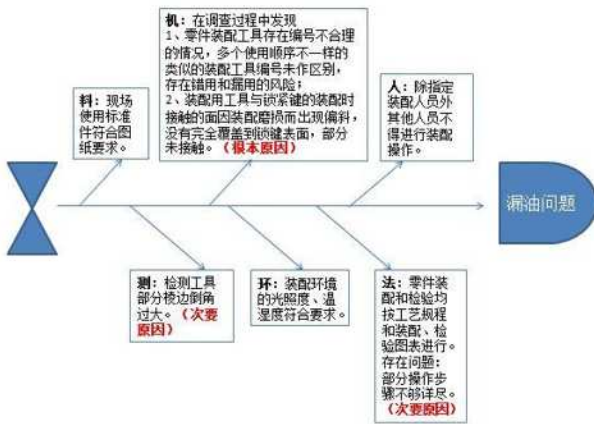 机：在调查过程中发现
1、零件装配工具存在编号不合理
的情况，多个使用顺序不一样的
类似的装配工具编号未作区别，
存在错用和漏用的风险；
2、装配用工具与锁紧键的装配时
接触的面因装配磨损而出现偏斜，
没有完全覆盖到锁键表面，部分
未接触。（根本原因）
料：现场
使用标准
件符合图
纸要求。
人：除指定
装配人员外
其他人员不
得进行装配
操作。
漏油问题
测：检测工具
部分棱边倒角
过大。（次要
原因）
环：装配环境
的光照度、温
湿度符合要求。
法：零件装
配和检验均
按工艺规程
和装配、检
验图表进行。
存在问题：
部分操作步
骤不够详尽。
（次要原因）